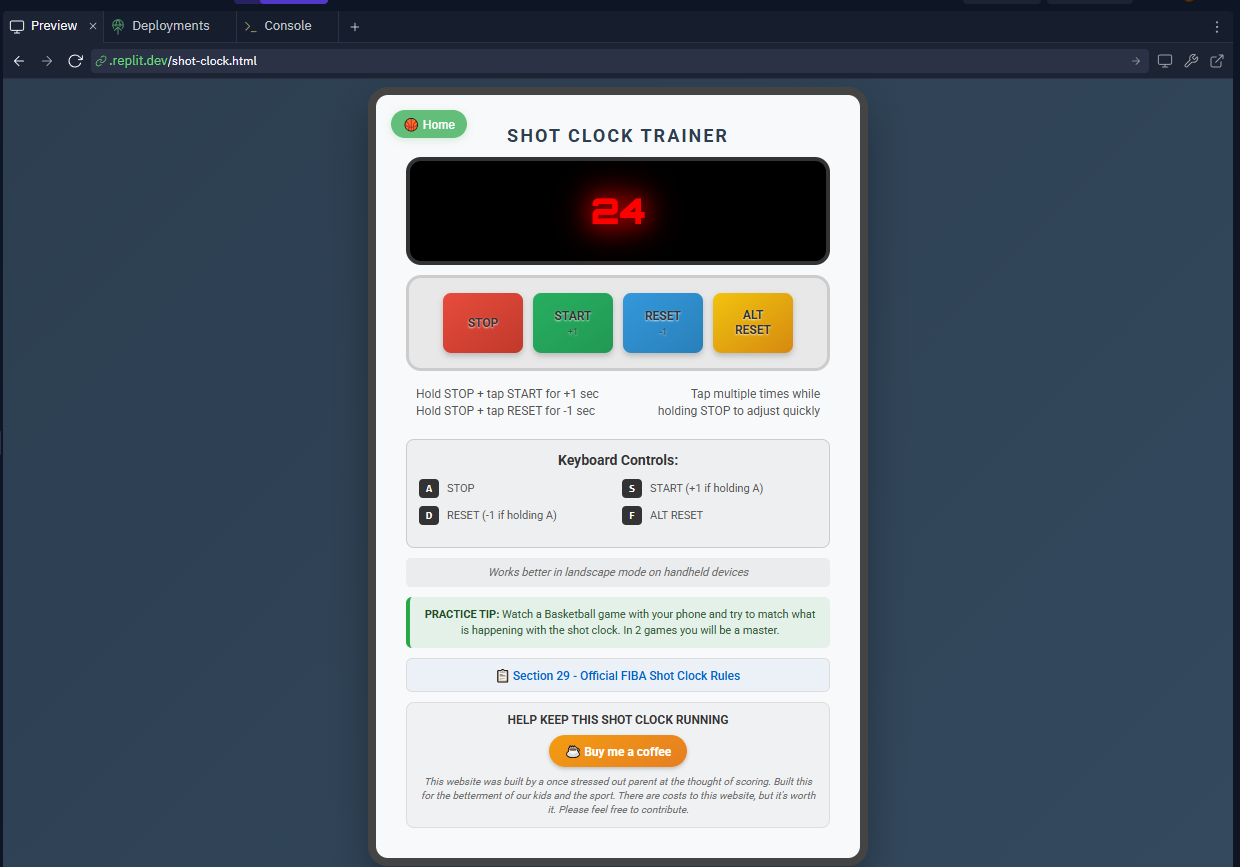 Preview × Deployments >_ Console +
.replit.dev/shot-clock.html
Home
SHOT CLOCK TRAINER
24
STOP
START
+1
RESET
-1
ALT
RESET
Hold STOP + tap START for +1 sec
Hold STOP + tap RESET for -1 sec
Tap multiple times while
holding STOP to adjust quickly
Keyboard Controls:
A STOP
S START (+1 if holding A)
D RESET (-1 if holding A)
F ALT RESET
Works better in landscape mode on handheld devices
PRACTICE TIP: Watch a Basketball game with your phone and try to match what
is happening with the shot clock. In 2 games you will be a master.
Section 29 - Official FIBA Shot Clock Rules
HELP KEEP THIS SHOT CLOCK RUNNING
Buy me a coffee
This website was built by a once stressed out parent at the thought of scoring. Built this
for the betterment of our kids and the sport. There are costs to this website, but it's worth
it. Please feel free to contribute.